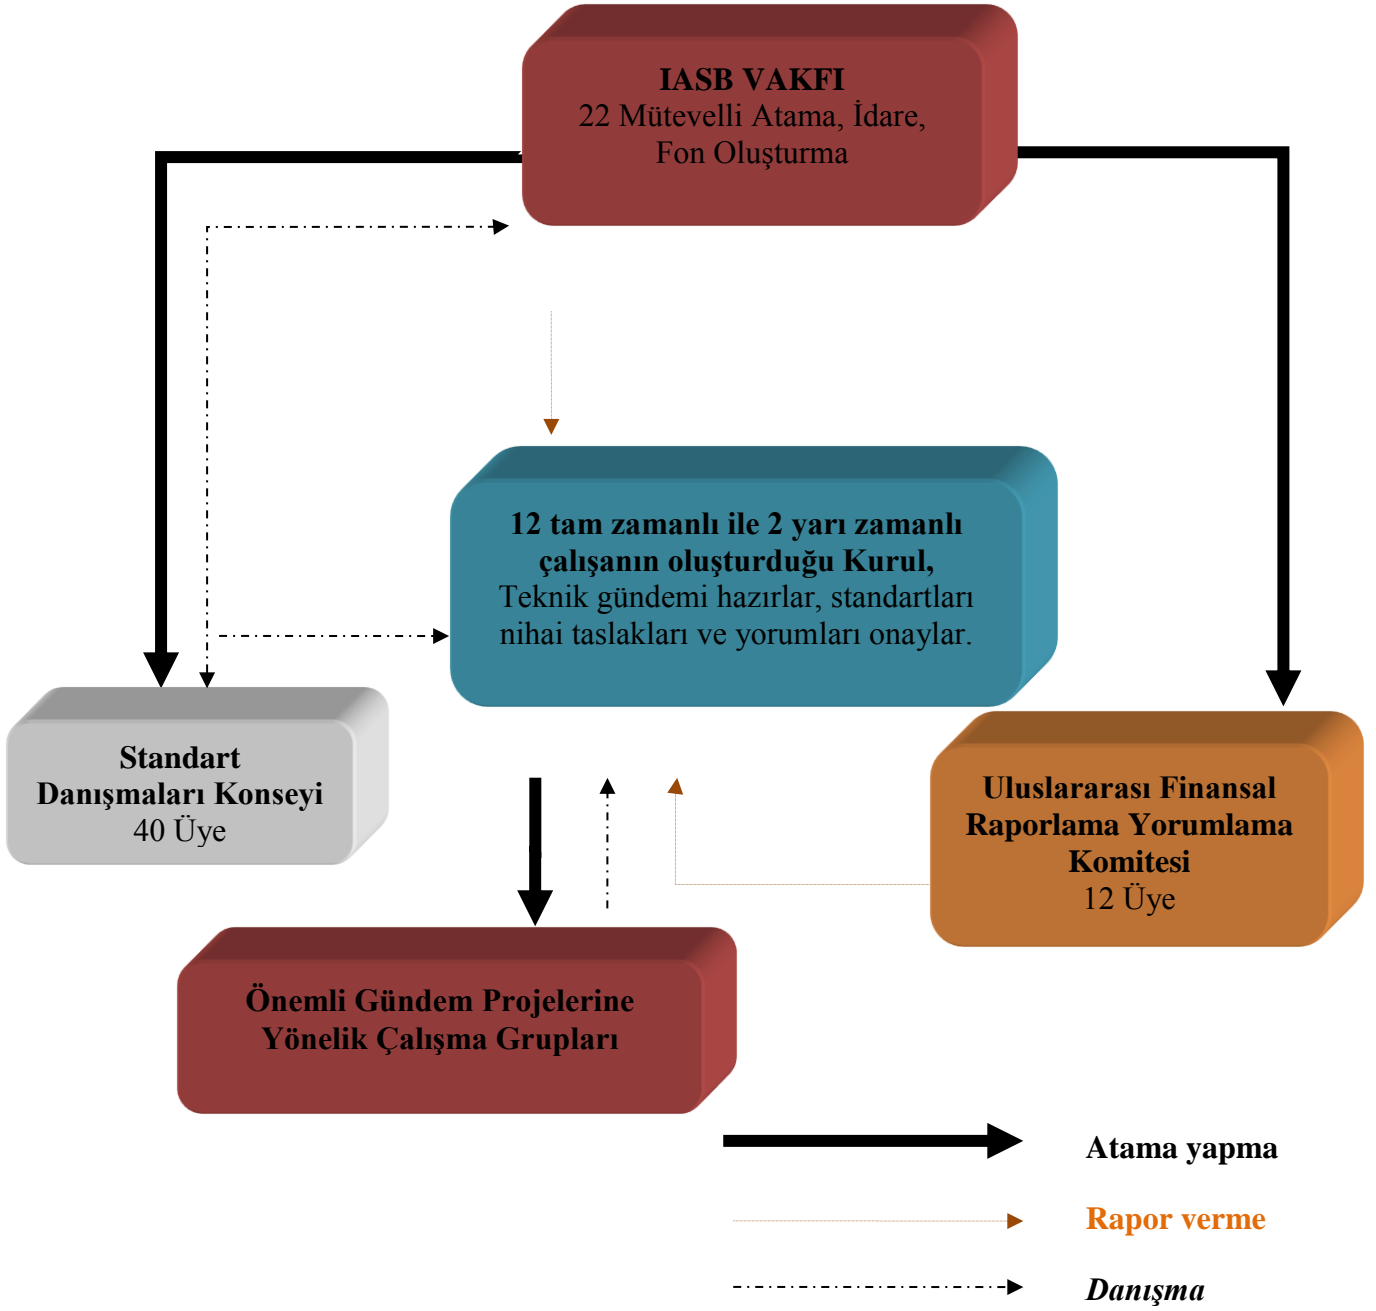 IASB VAKFI
22 Mütevelli Atama, İdare,
Fon Oluşturma
12 tam zamanlı ile 2 yarı zamanlı
çalışanın oluşturduğu Kurul,
Teknik gündemi hazırlar, standartları
nihai taslakları ve yorumları onaylar.
Standart
Danışmaları Konseyi
40 Üye
Uluslararası Finansal
Raporlama Yorumlama
Komitesi
12 Üye
Önemli Gündem Projelerine
Yönelik Çalışma Grupları
Atama yapma
Rapor verme
Danışma